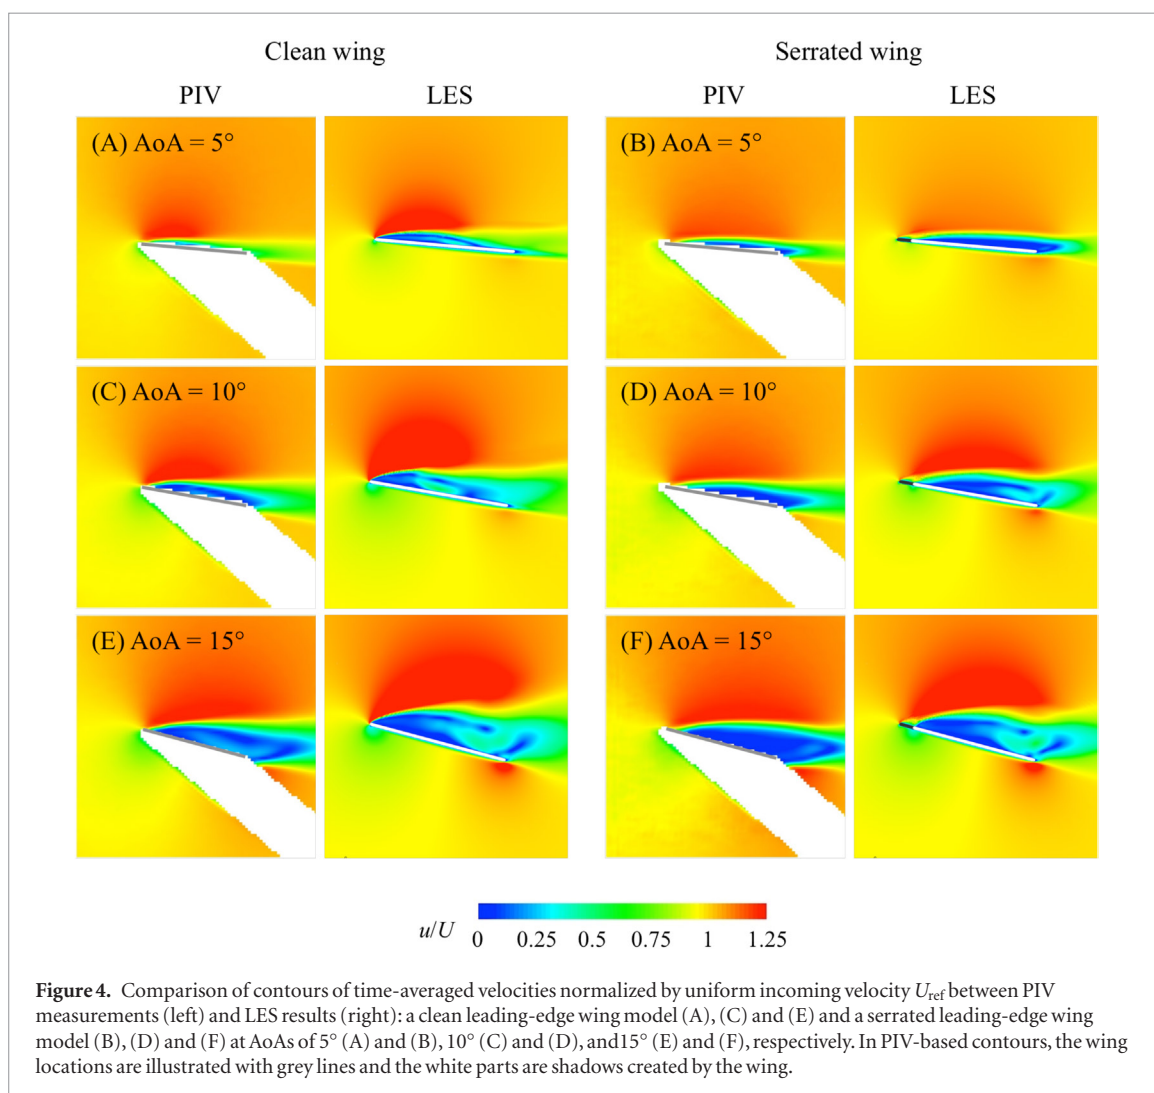 Clean wing Serrated wing
PIV LES PIV LES
(A) AoA = 5° (B) AoA = 5°
(C) AoA = 10° (D) AoA = 10°
(E) AoA = 15° (F) AoA = 15°
u/U 0 0.25 0.5 0.75 1 1.25
Figure 4. Comparison of contours of time-averaged velocities normalized by uniform incoming velocity Uref between PIV
measurements (left) and LES results (right): a clean leading-edge wing model (A), (C) and (E) and a serrated leading-edge wing
model (B), (D) and (F) at AoAs of 5° (A) and (B), 10° (C) and (D), and15° (E) and (F), respectively. In PIV-based contours, the wing
locations are illustrated with grey lines and the white parts are shadows created by the wing.